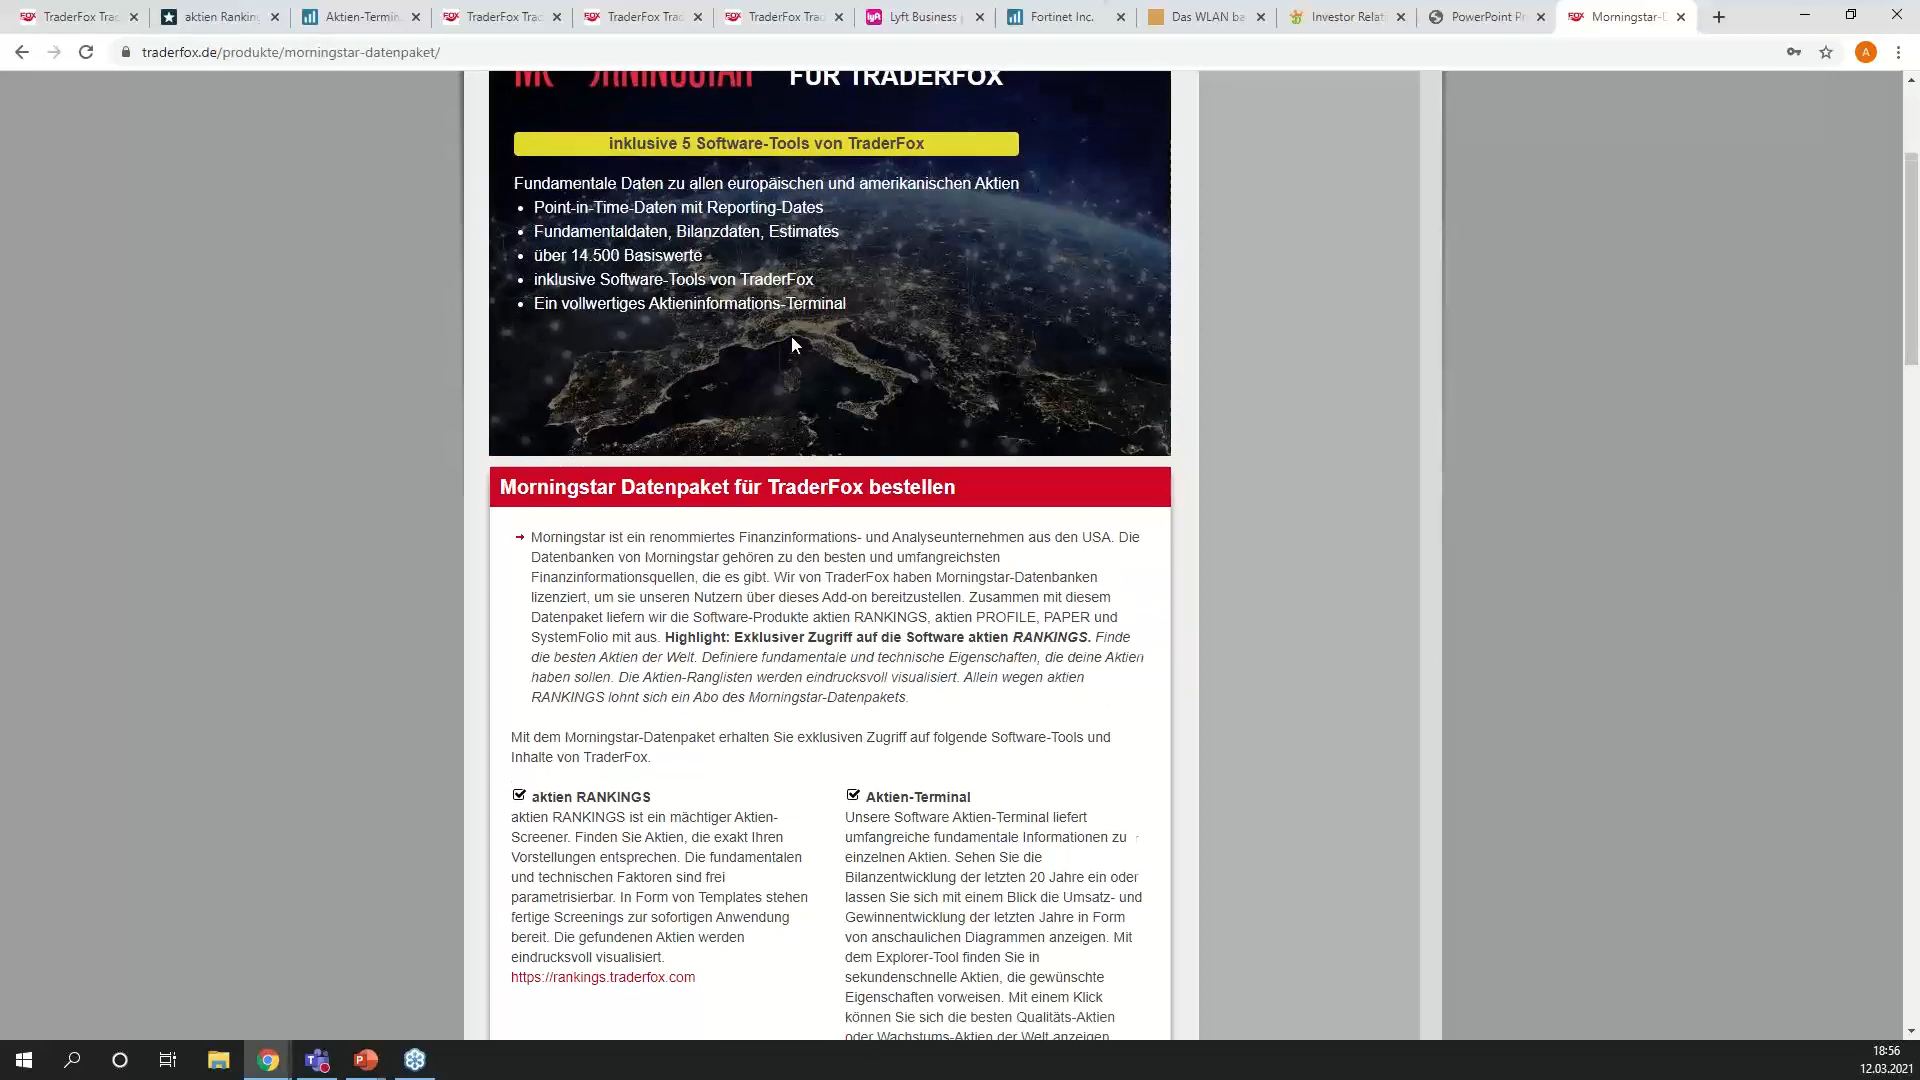 TraderFox Trac
aktien Rankin
Aktien-Termin
TraderFox Trac
TraderFox Trac
TraderFox Trac
Lyft Business
Fortinet Inc.
Das WLAN ba
Investor Relat
PowerPoint P
Morningstar-D
traderfox.de/produkte/morningstar-datenpaket/
A
FÜR TRADERFOX
inklusive 5 Software-Tools von TraderFox
Fundamentale Daten zu allen europäischen und amerikanischen Aktien
• Point-in-Time-Daten mit Reporting-Dates
• Fundamentaldaten, Bilanzdaten, Estimates
• über 14.500 Basiswerte
• inklusive Software-Tools von TraderFox
• Ein vollwertiges Aktieninformations-Terminal
Morningstar Datenpaket für TraderFox bestellen
Morningstar ist ein renommiertes Finanzinformations- und Analyseunternehmen aus den USA. Die
Datenbanken von Morningstar gehören zu den besten und umfangreichsten
Finanzinformationsquellen, die es gibt. Wir von TraderFox haben Morningstar-Datenbanken
lizenziert, um sie unseren Nutzern über dieses Add-on bereitzustellen. Zusammen mit diesem
Datenpaket liefern wir die Software-Produkte aktien RANKINGS, aktien PROFILE, PAPER und
SystemFolio mit aus. Highlight: Exklusiver Zugriff auf die Software aktien RANKINGS. Finde
die besten Aktien der Welt. Definiere fundamentale und technische Eigenschaften, die deine Aktien
haben sollen. Die Aktien-Ranglisten werden eindrucksvoll visualisiert. Allein wegen aktien
RANKINGS lohnt sich ein Abo des Morningstar-Datenpakets.
Mit dem Morningstar-Datenpaket erhalten Sie exklusiven Zugriff auf folgende Software-Tools und
Inhalte von TraderFox.
aktien RANKINGS
aktien RANKINGS ist ein mächtiger Aktien-
Screener. Finden Sie Aktien, die exakt Ihren
Vorstellungen entsprechen. Die fundamentalen
und technischen Faktoren sind frei
parametrisierbar. In Form von Templates stehen
fertige Screenings zur sofortigen Anwendung
bereit. Die gefundenen Aktien werden
eindrucksvoll visualisiert.
https://rankings.traderfox.com
Aktien-Terminal
Unsere Software Aktien-Terminal liefert
umfangreiche fundamentale Informationen zu
einzelnen Aktien. Sehen Sie die
Bilanzentwicklung der letzten 20 Jahre ein oder
lassen Sie sich mit einem Blick die Umsatz- und
Gewinnentwicklung der letzten Jahre in Form
von anschaulichen Diagrammen anzeigen. Mit
dem Explorer-Tool finden Sie in
sekundenschnelle Aktien, die gewünschte
Eigenschaften vorweisen. Mit einem Klick
können Sie sich die besten Qualitäts-Aktien
oder Wachstums-Aktien der Welt anzeigen
18:56
12.03.2021